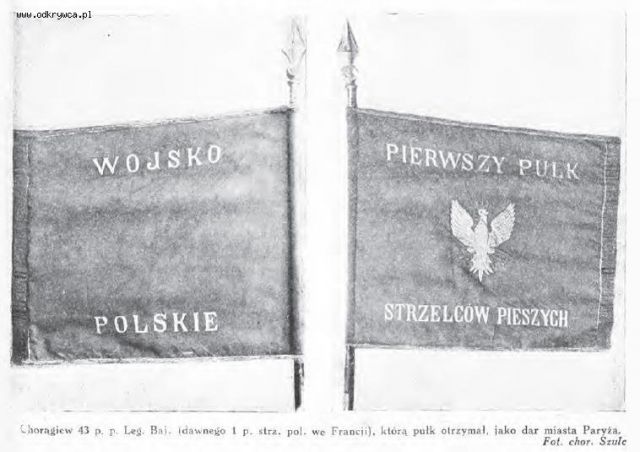 www.odkrywca.pl
WOJSKO
POLSKIE
PIERWSZY PUŁK
STRZELCÓW PIESZYCH
Chorągiew 43 p. p. Leg. Baj. (dawnego 1 p. strz. pol. we Francji), którą pułk otrzymał, jako dar miasta Paryża.
Fot. chor. Szulc